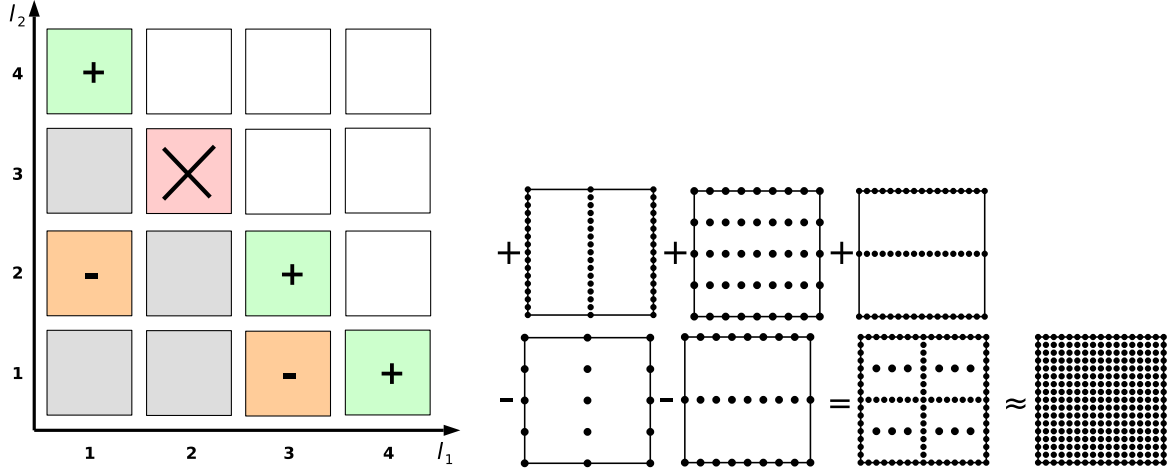 l2
4 +
3
2 - +
1 - +
1 2 3 4 l1
+ + +
- - = ≈